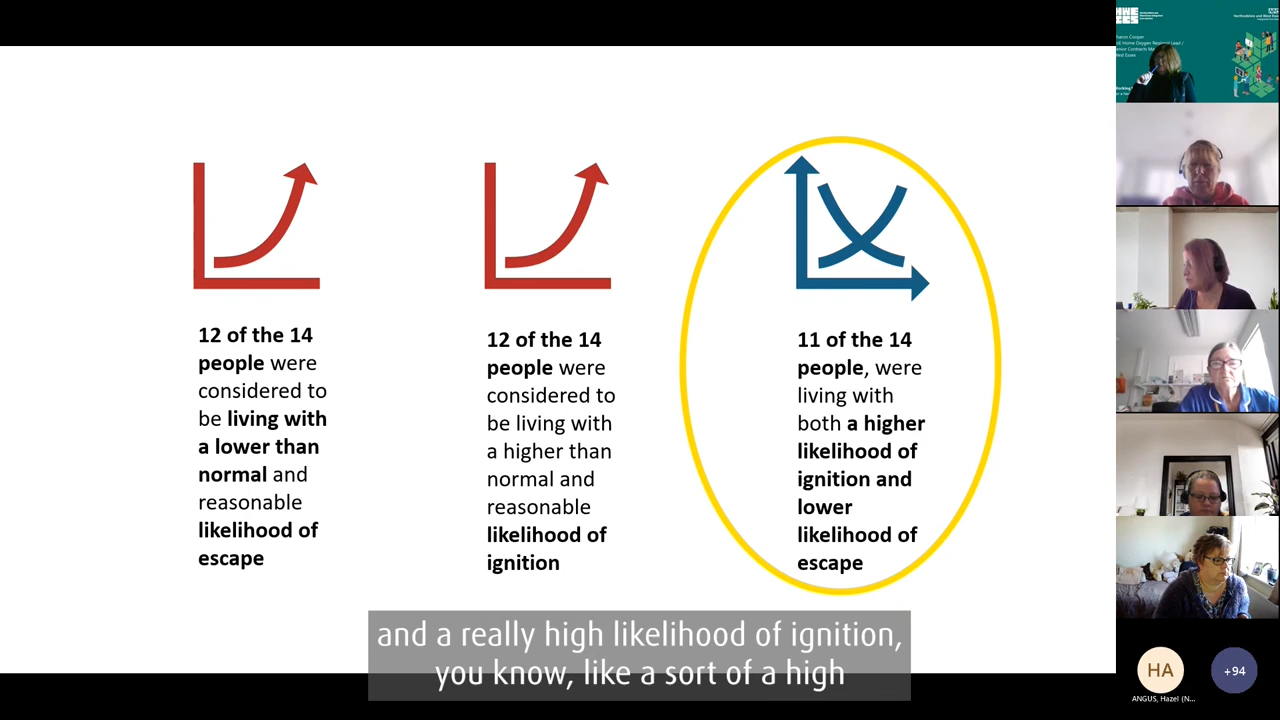 12 of the 14
people were
considered to
be living with
a lower than
normal and
reasonable
likelihood of
escape
12 of the 14
people were
considered to
be living with
a higher than
normal and
reasonable
likelihood of
ignition
11 of the 14
people, were
living with
both a higher
likelihood of
ignition and
lower
likelihood of
escape
and a really high likelihood of ignition,
you know, like a sort of a high
HA
+94
ANGUS, Hazel (N...